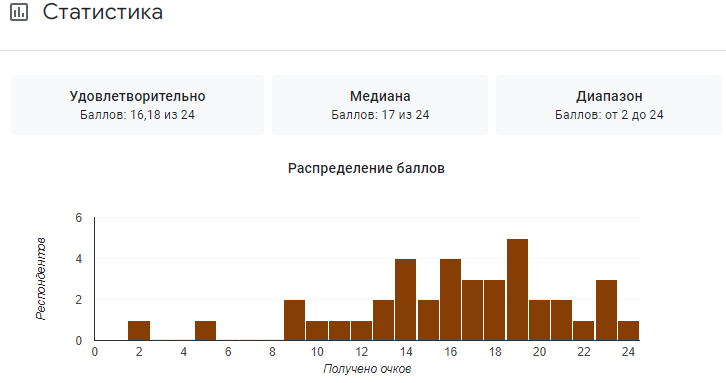 Статистика
Удовлетворительно
Баллов: 16,18 из 24
Медиана
Баллов: 17 из 24
Диапазон
Баллов: от 2 до 24
Распределение баллов
Респондентов
6
4
2
0
0 2 4 6 8 10 12 14 16 18 20 22 24
Получено очков